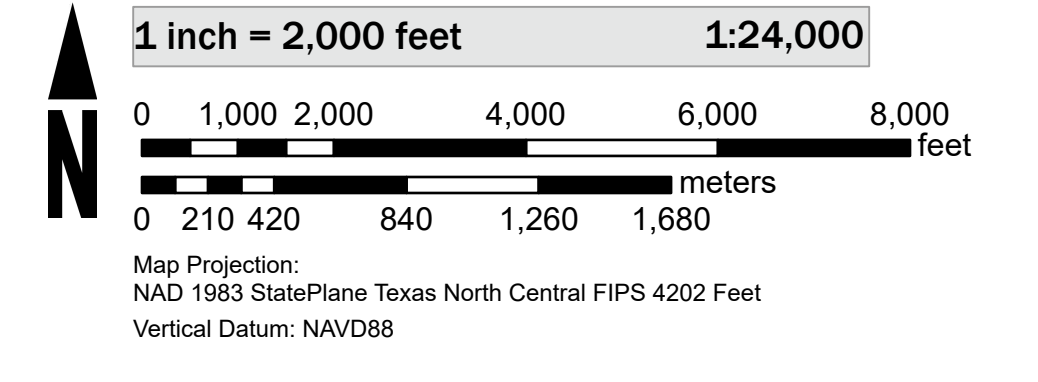 1 inch = 2,000 feet 1:24,000
0 1,000 2,000 4,000 6,000 8,000
feet
meters
0 210 420 840 1,260 1,680
N
Map Projection:
NAD 1983 StatePlane Texas North Central FIPS 4202 Feet
Vertical Datum: NAVD88